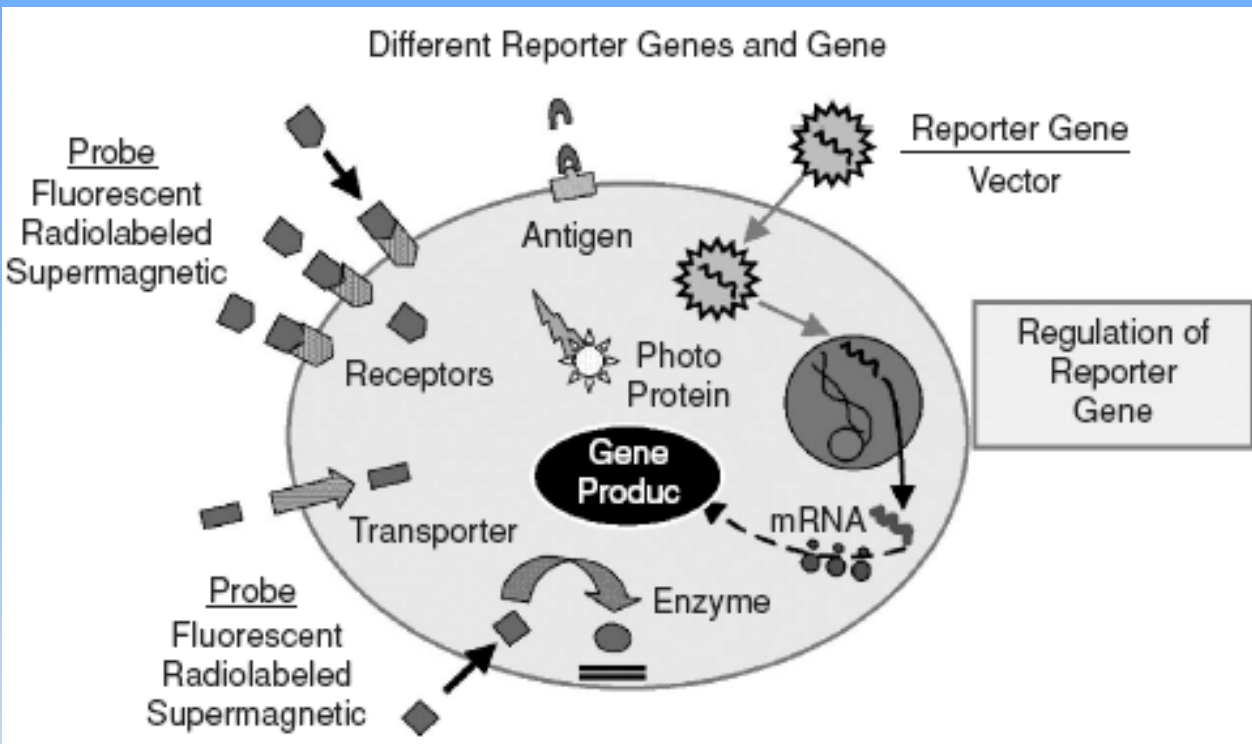 Different Reporter Genes and Gene
Probe
Fluorescent
Radiolabeled
Supermagnetic
Antigen
Reporter Gene
Vector
Receptors
Photo
Protein
Regulation of
Reporter
Gene
Gene
Produc
mRNA
Transporter
Enzyme
Probe
Fluorescent
Radiolabeled
Supermagnetic